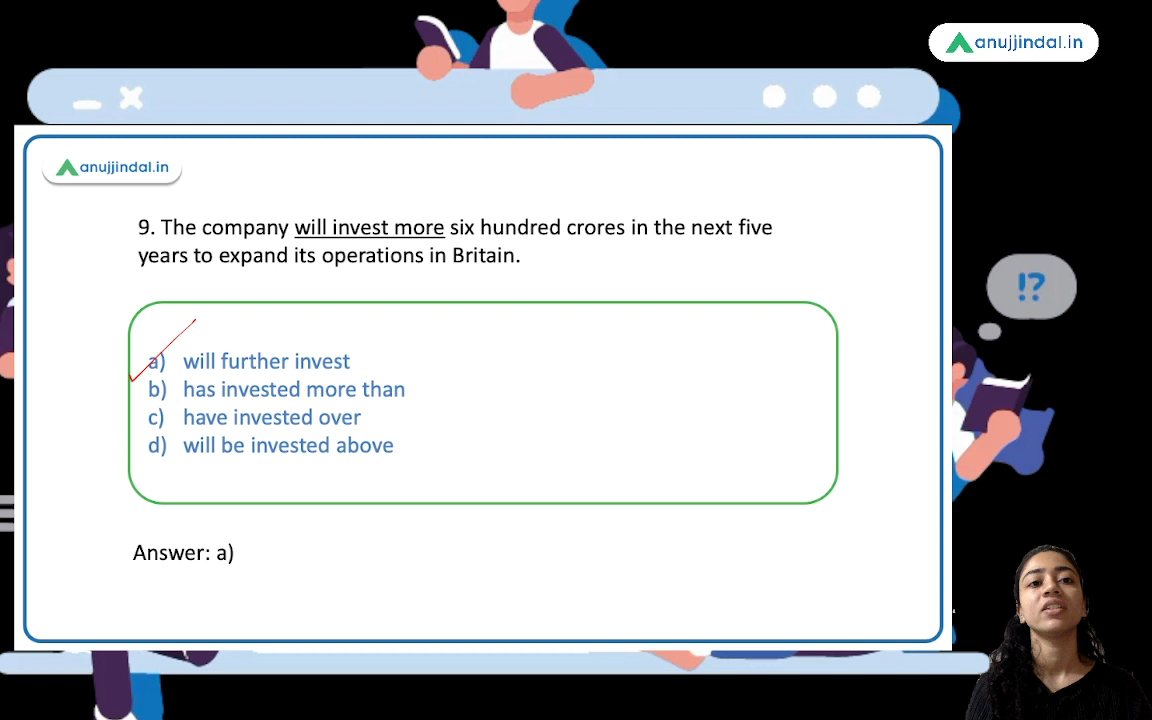 anujjindal.in
anujjindal.in
9. The company will invest more six hundred crores in the next five
years to expand its operations in Britain.
a) will further invest
b) has invested more than
c) have invested over
d) will be invested above
Answer: a)
!?